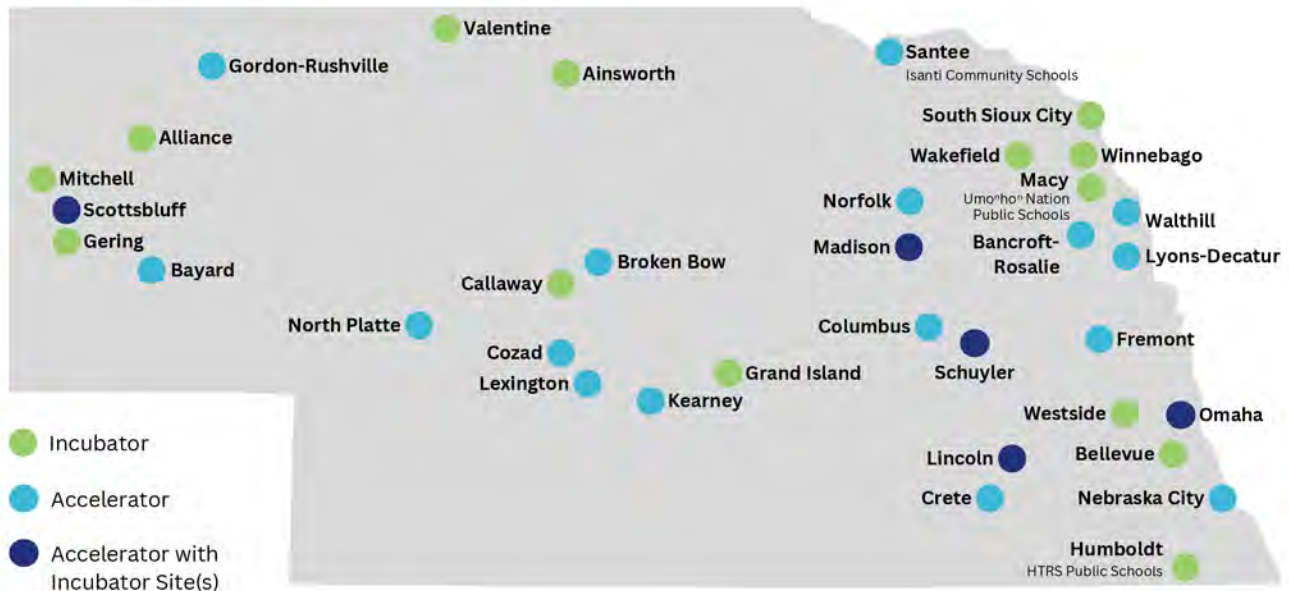 Valentine
Santee
Isanti Community Schools
Gordon-Rushville
Ainsworth
South Sioux City
Alliance
Wakefield
Winnebago
Mitchell
Macy
Umoⁿhoⁿ Nation
Public Schools
Scottsbluff
Norfolk
Walthill
Gering
Madison
Bancroft-
Rosalie
Lyons-Decatur
Bayard
Broken Bow
Callaway
North Platte
Columbus
Fremont
Cozad
Schuyler
Lexington
Grand Island
Kearney
Westside
Omaha
Incubator
Lincoln
Bellevue
Accelerator
Crete
Nebraska City
Accelerator with
Incubator Site(s)
Humboldt
HTRS Public Schools